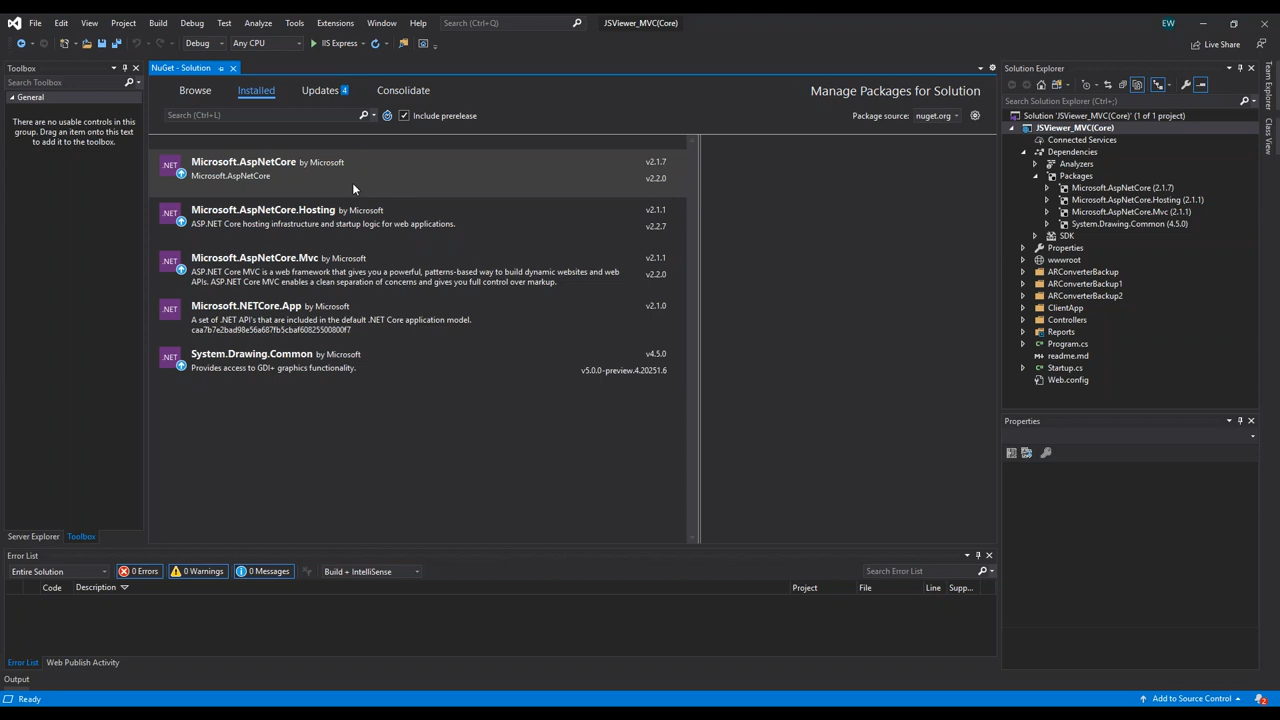 File Edit View Project Build Debug Test Analyze Tools Extensions Window Help Search (Ctrl+Q) JSViewer_MVC(Core) EW
Debug Any CPU IIS Express Live Share
Toolbox
Search Toolbox
General
There are no usable controls in this
group. Drag an item onto this text
to add it to the toolbox.
Server Explorer Toolbox
NuGet - Solution
Browse Installed Updates 4 Consolidate Manage Packages for Solution
Search (Ctrl+L) Include prerelease Package source: nuget.org
.NET Microsoft.AspNetCore by Microsoft v2.1.7
Microsoft.AspNetCore v2.2.0
.NET Microsoft.AspNetCore.Hosting by Microsoft v2.1.1
ASP.NET Core hosting infrastructure and startup logic for web applications. v2.2.7
.NET Microsoft.AspNetCore.Mvc by Microsoft v2.1.1
ASP.NET Core MVC is a web framework that gives you a powerful, patterns-based way to build dynamic websites and web v2.2.0
APIs. ASP.NET Core MVC enables a clean separation of concerns and gives you full control over markup.
.NET Microsoft.NETCore.App by Microsoft v2.1.0
A set of .NET API's that are included in the default .NET Core application model.
caa7b7e2bad98e56a687fb5cbaf60825500800f7
.NET System.Drawing.Common by Microsoft v4.5.0
Provides access to GDI+ graphics functionality. v5.0.0-preview.4.20251.6
Solution Explorer
Search Solution Explorer (Ctrl+;)
Solution 'JSViewer_MVC(Core)' (1 of 1 project)
JSViewer_MVC(Core)
Connected Services
Dependencies
Analyzers
Packages
Microsoft.AspNetCore (2.1.7)
Microsoft.AspNetCore.Hosting (2.1.1)
Microsoft.AspNetCore.Mvc (2.1.1)
System.Drawing.Common (4.5.0)
SDK
Properties
wwwroot
ARConverterBackup
ARConverterBackup1
ARConverterBackup2
ClientApp
Controllers
Reports
Program.cs
readme.md
Startup.cs
Web.config
Properties
Team Explorer
Class View
Error List
Entire Solution 0 Errors 0 Warnings 0 Messages Build + IntelliSense Search Error List
Code Description Project File Line Supp...
Error List Web Publish Activity
Output
Ready Add to Source Control 2